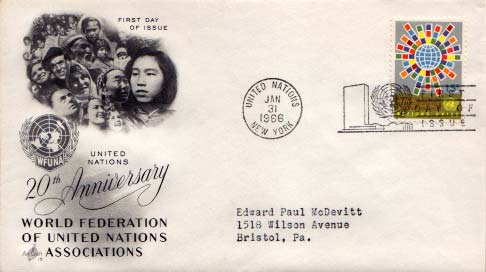 FIRST DAY
OF ISSUE
WFUNA
UNITED
NATIONS
20th Anniversary
WORLD FEDERATION
OF UNITED NATIONS
ASSOCIATIONS
UNITED NATIONS
JAN
31
1966
NEW YORK
ISSUE
Edward Paul McDevitt
1518 Wilson Avenue
Bristol, Pa.